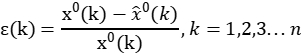 ε(k) = (x⁰(k) − x̂⁰(k)) / x⁰(k), k = 1,2,3… n